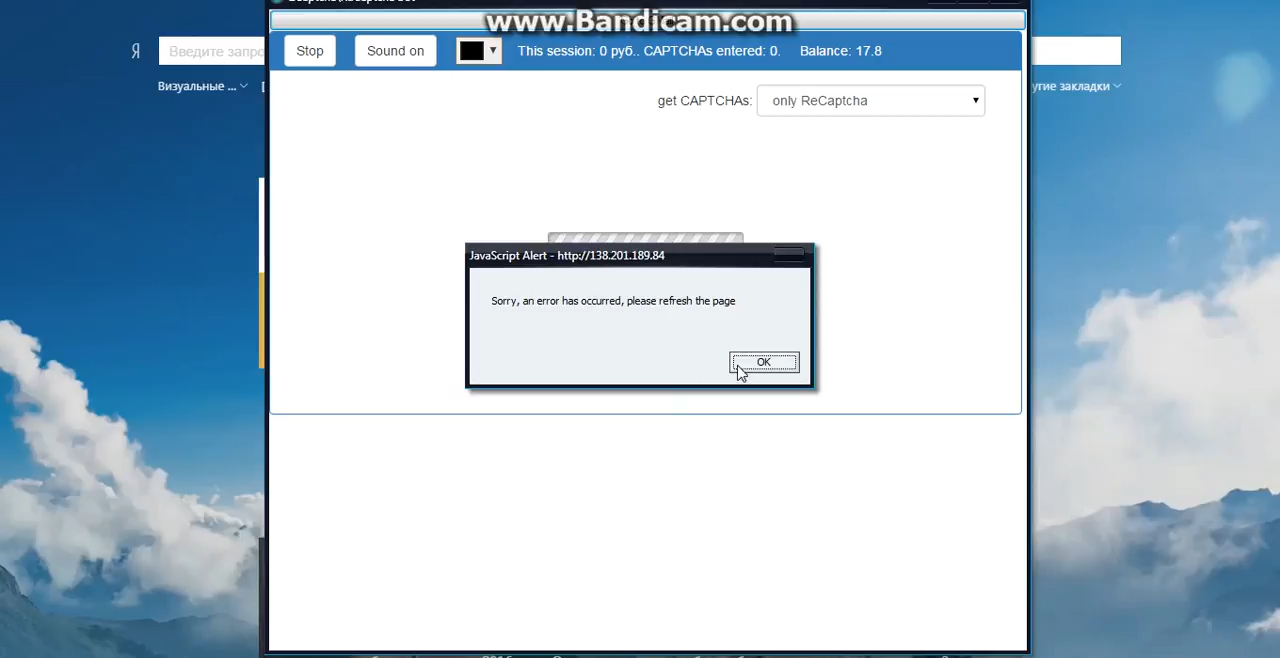 www.Bandicam.com
Я
Введите запро
Визуальные ...
угие закладки
Stop
Sound on
This session: 0 руб.. CAPTCHAs entered: 0.
Balance: 17.8
get CAPTCHAs:
only ReCaptcha
JavaScript Alert - http://138.201.189.84
Sorry, an error has occurred, please refresh the page
OK